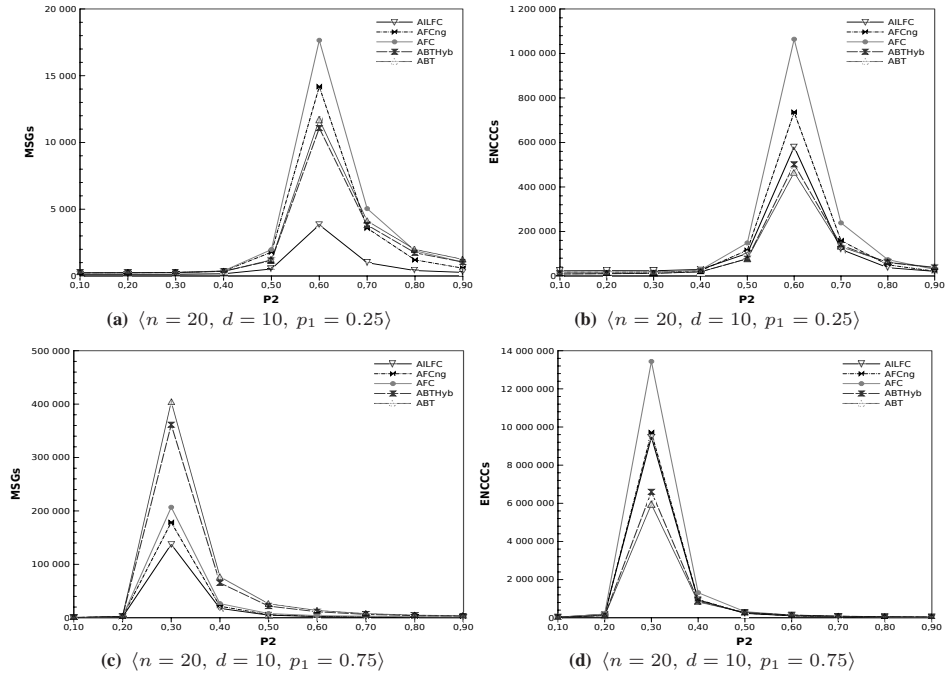 20 000
15 000
10 000
5 000
0
MSGs
0,10 0,20 0,30 0,40 0,50 0,60 0,70 0,80 0,90
P2
AILFC
AFCng
AFC
ABTHyb
ABT
(a) ⟨n = 20, d = 10, p1 = 0.25⟩
1 200 000
1 000 000
800 000
600 000
400 000
200 000
0
ENCCCs
0,10 0,20 0,30 0,40 0,50 0,60 0,70 0,80 0,90
P2
AILFC
AFCng
AFC
ABTHyb
ABT
(b) ⟨n = 20, d = 10, p1 = 0.25⟩
500 000
400 000
300 000
200 000
100 000
0
MSGs
0,10 0,20 0,30 0,40 0,50 0,60 0,70 0,80 0,90
P2
AILFC
AFCng
AFC
ABTHyb
ABT
(c) ⟨n = 20, d = 10, p1 = 0.75⟩
14 000 000
12 000 000
10 000 000
8 000 000
6 000 000
4 000 000
2 000 000
0
ENCCCs
0,10 0,20 0,30 0,40 0,50 0,60 0,70 0,80 0,90
P2
AILFC
AFCng
AFC
ABTHyb
ABT
(d) ⟨n = 20, d = 10, p1 = 0.75⟩